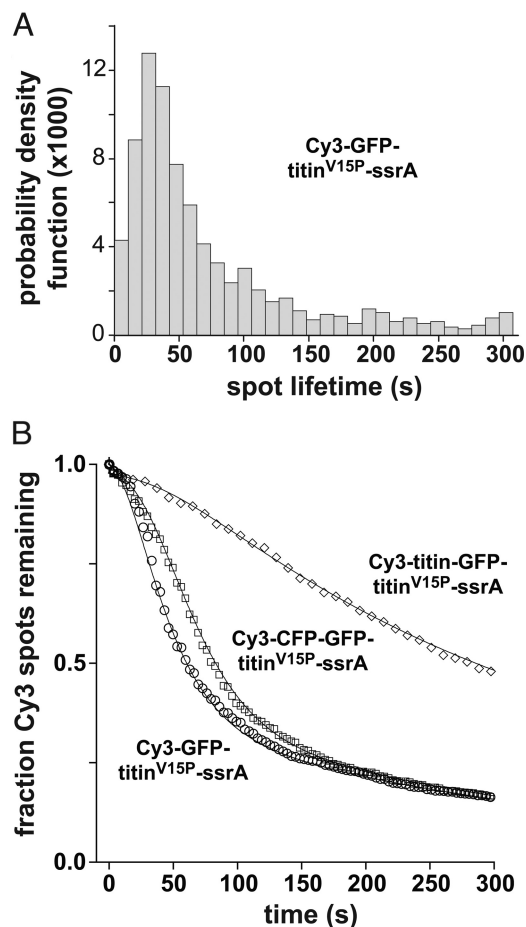 A
probability density
function (x1000)
12
8
4
0
Cy3-GFP-
titinV15P-ssrA
0 50 100 150 200 250 300
spot lifetime (s)
B
fraction Cy3 spots remaining
1.0
0.5
0.0
Cy3-titin-GFP-
titinV15P-ssrA
Cy3-CFP-GFP-
titinV15P-ssrA
Cy3-GFP-
titinV15P-ssrA
0 50 100 150 200 250 300
time (s)